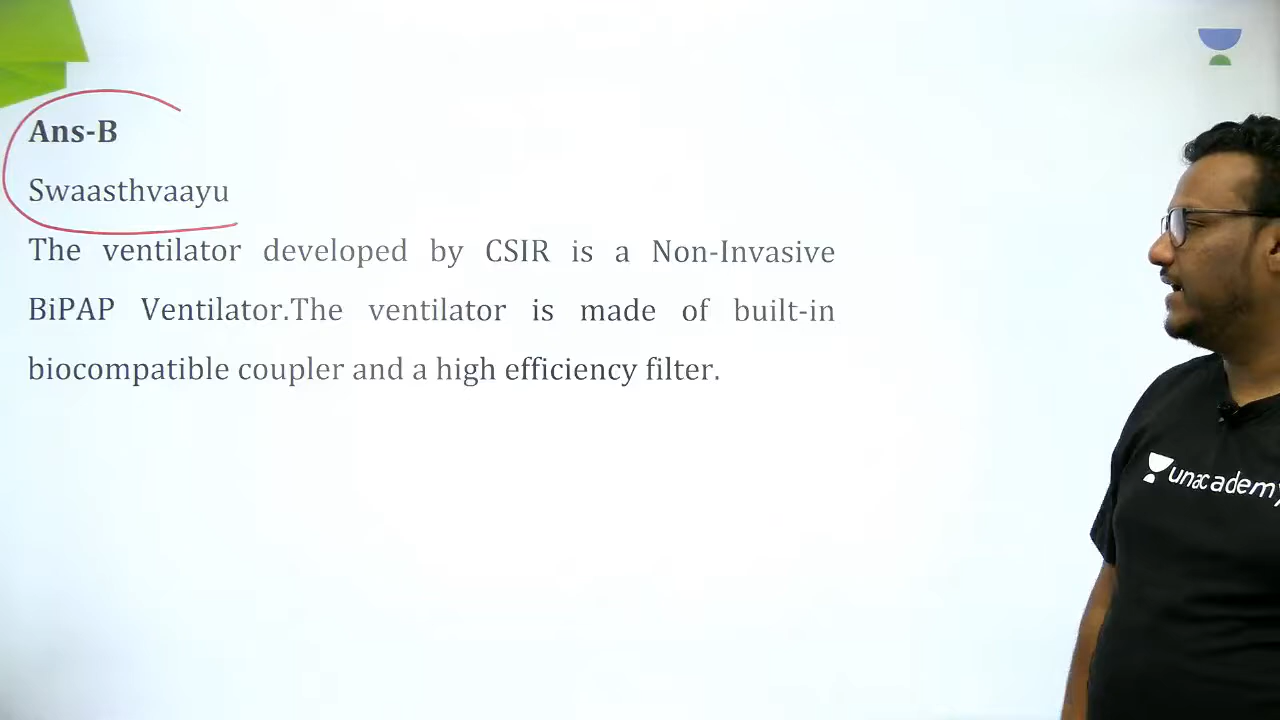 Ans-B
Swaasthvaayu
The ventilator developed by CSIR is a Non-Invasive
BiPAP Ventilator.The ventilator is made of built-in
biocompatible coupler and a high efficiency filter.
unacademy